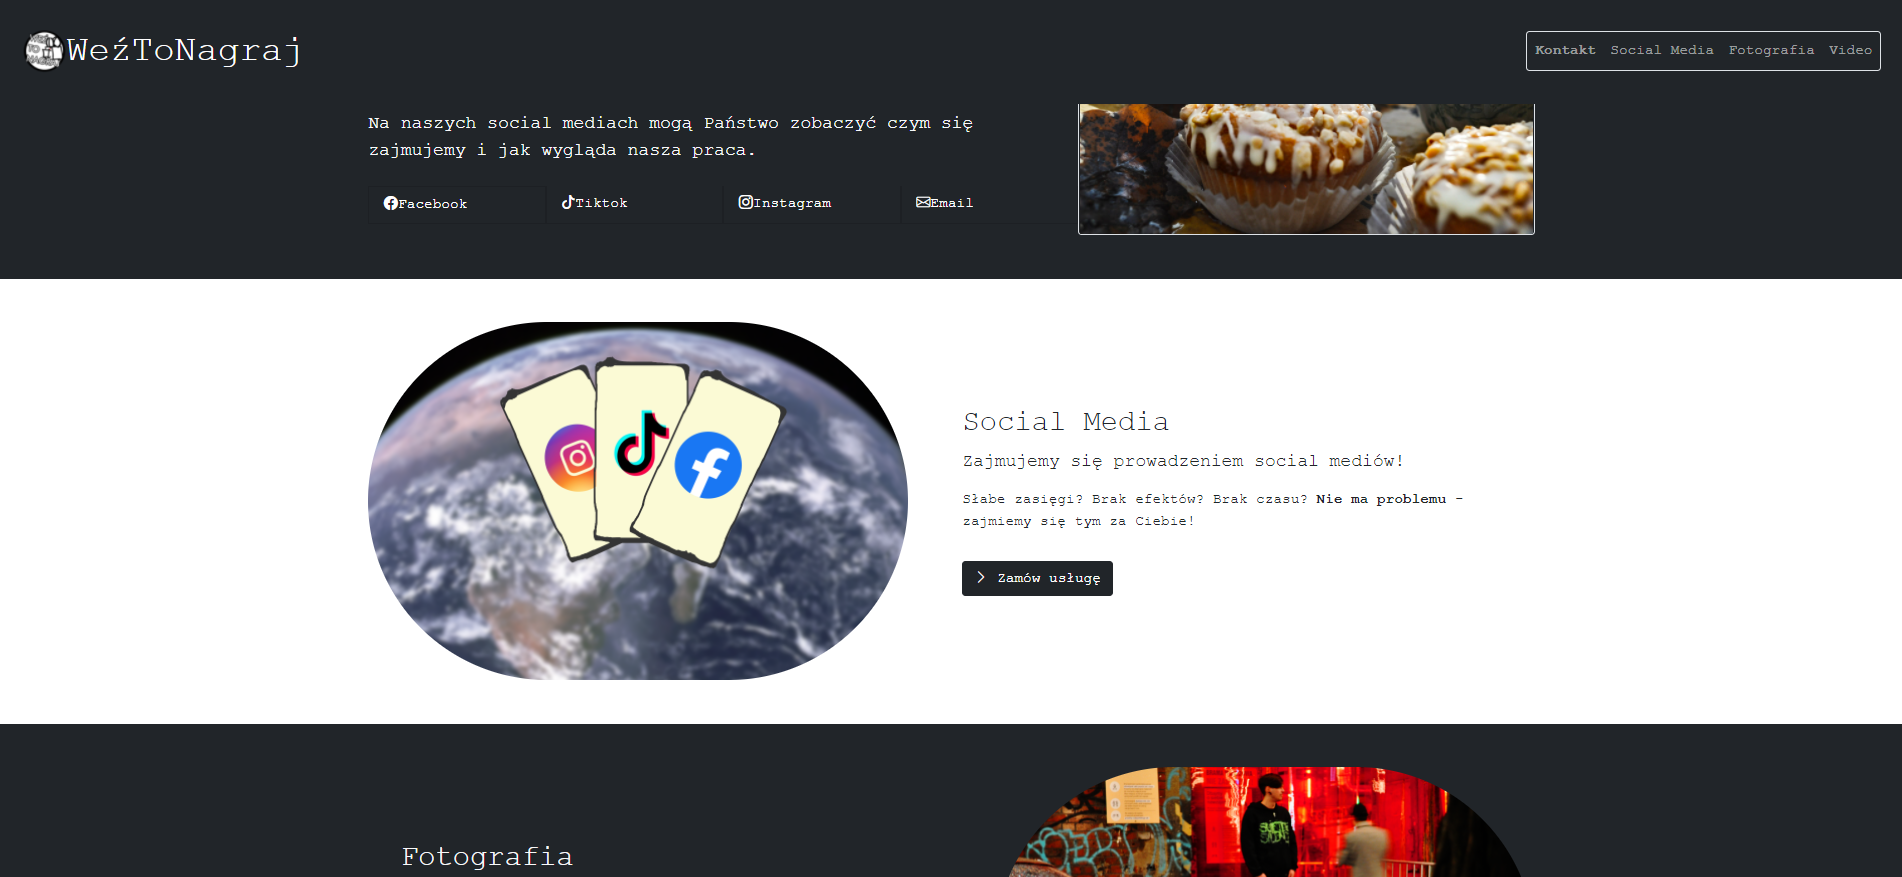 WeźToNagraj
Kontakt Social Media Fotografia Video
Na naszych social mediach mogą Państwo zobaczyć czym się
zajmujemy i jak wygląda nasza praca.
Facebook Tiktok Instagram Email
Social Media
Zajmujemy się prowadzeniem social mediów!
Słabe zasięgi? Brak efektów? Brak czasu? Nie ma problemu -
zajmiemy się tym za Ciebie!
Zamów usługę
Fotografia